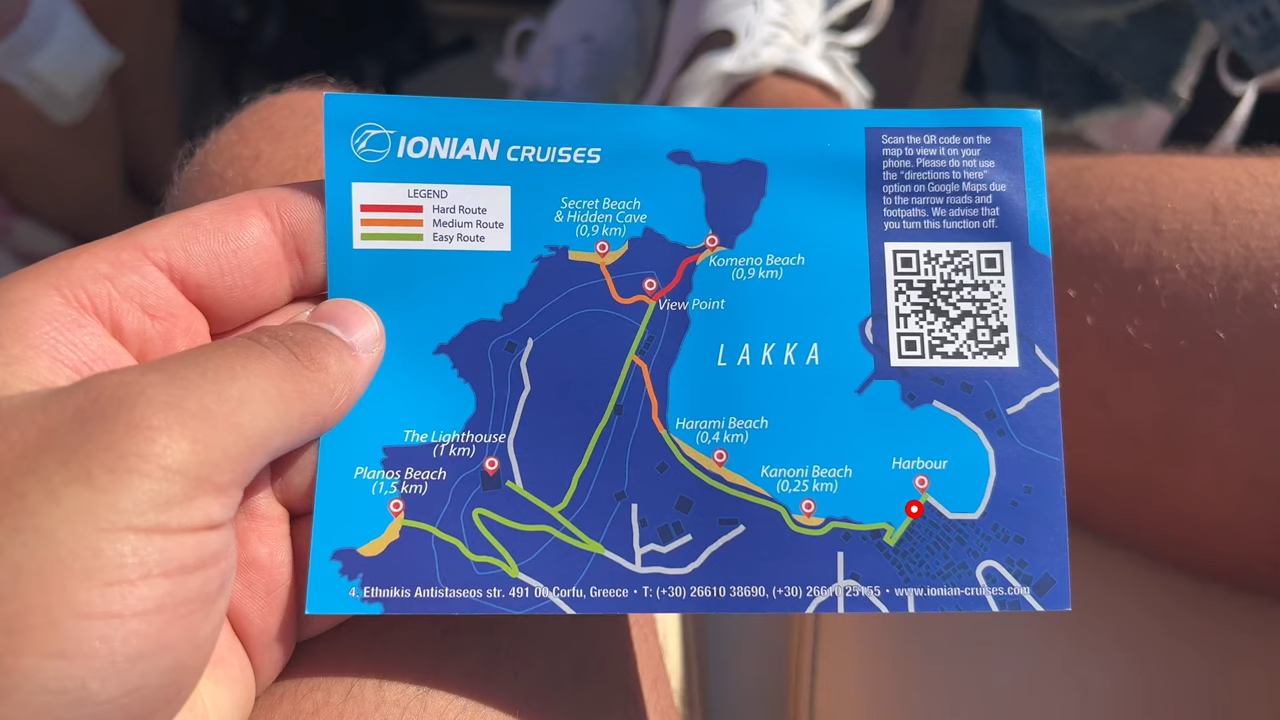 IONIAN CRUISES
LEGEND
Hard Route
Medium Route
Easy Route
Secret Beach
& Hidden Cave
(0,9 km)
Komeno Beach
(0,9 km)
View Point
LAKKA
Harami Beach
(0,4 km)
Kanoni Beach
(0,25 km)
Harbour
The Lighthouse
(1 km)
Planos Beach
(1,5 km)
Scan the QR code on the
map to view it on your
phone. Please do not use
the “directions to here”
option on Google Maps due
to the narrow roads and
footpaths. We advise that
you turn this function off.
4. Ethnikis Antistaseos str. 491 00 Corfu, Greece • T: (+30) 26610 38690, (+30) 26610 25155 • www.ionian-cruises.com